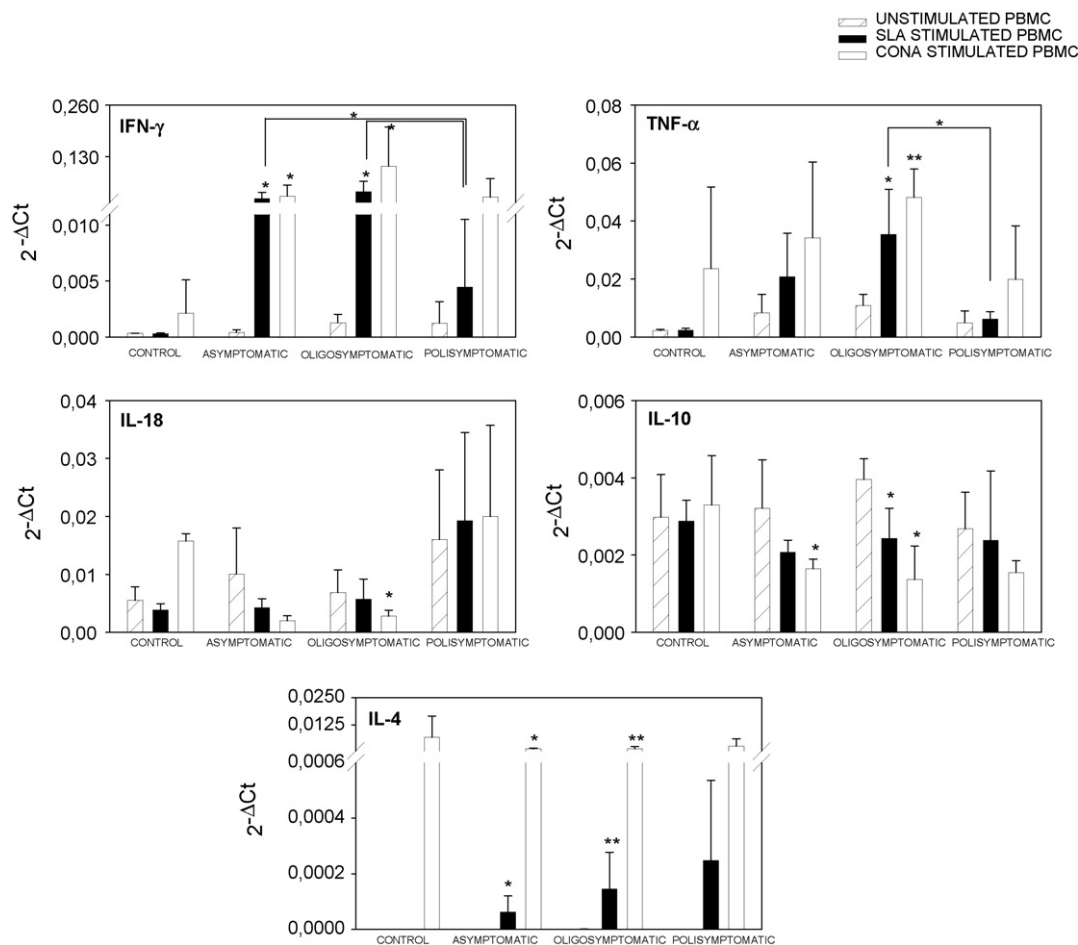 UNSTIMULATED PBMC
SLA STIMULATED PBMC
CONA STIMULATED PBMC
IFN-γ
0,260
0,130
0,010
0,005
0,000
2-ΔCt
* * * * *
CONTROL ASYMPTOMATIC OLIGOSYMPTOMATIC POLISYMPTOMATIC
TNF-α
0,08
0,06
0,04
0,02
0,00
2-ΔCt
* ** *
CONTROL ASYMPTOMATIC OLIGOSYMPTOMATIC POLISYMPTOMATIC
IL-18
0,04
0,03
0,02
0,01
0,00
2-ΔCt
*
CONTROL ASYMPTOMATIC OLIGOSYMPTOMATIC POLISYMPTOMATIC
IL-10
0,006
0,004
0,002
0,000
2-ΔCt
* * *
CONTROL ASYMPTOMATIC OLIGOSYMPTOMATIC POLISYMPTOMATIC
IL-4
0,0250
0,0125
0,0006
0,0004
0,0002
0,0000
2-ΔCt
* **
* **
CONTROL ASYMPTOMATIC OLIGOSYMPTOMATIC POLISYMPTOMATIC